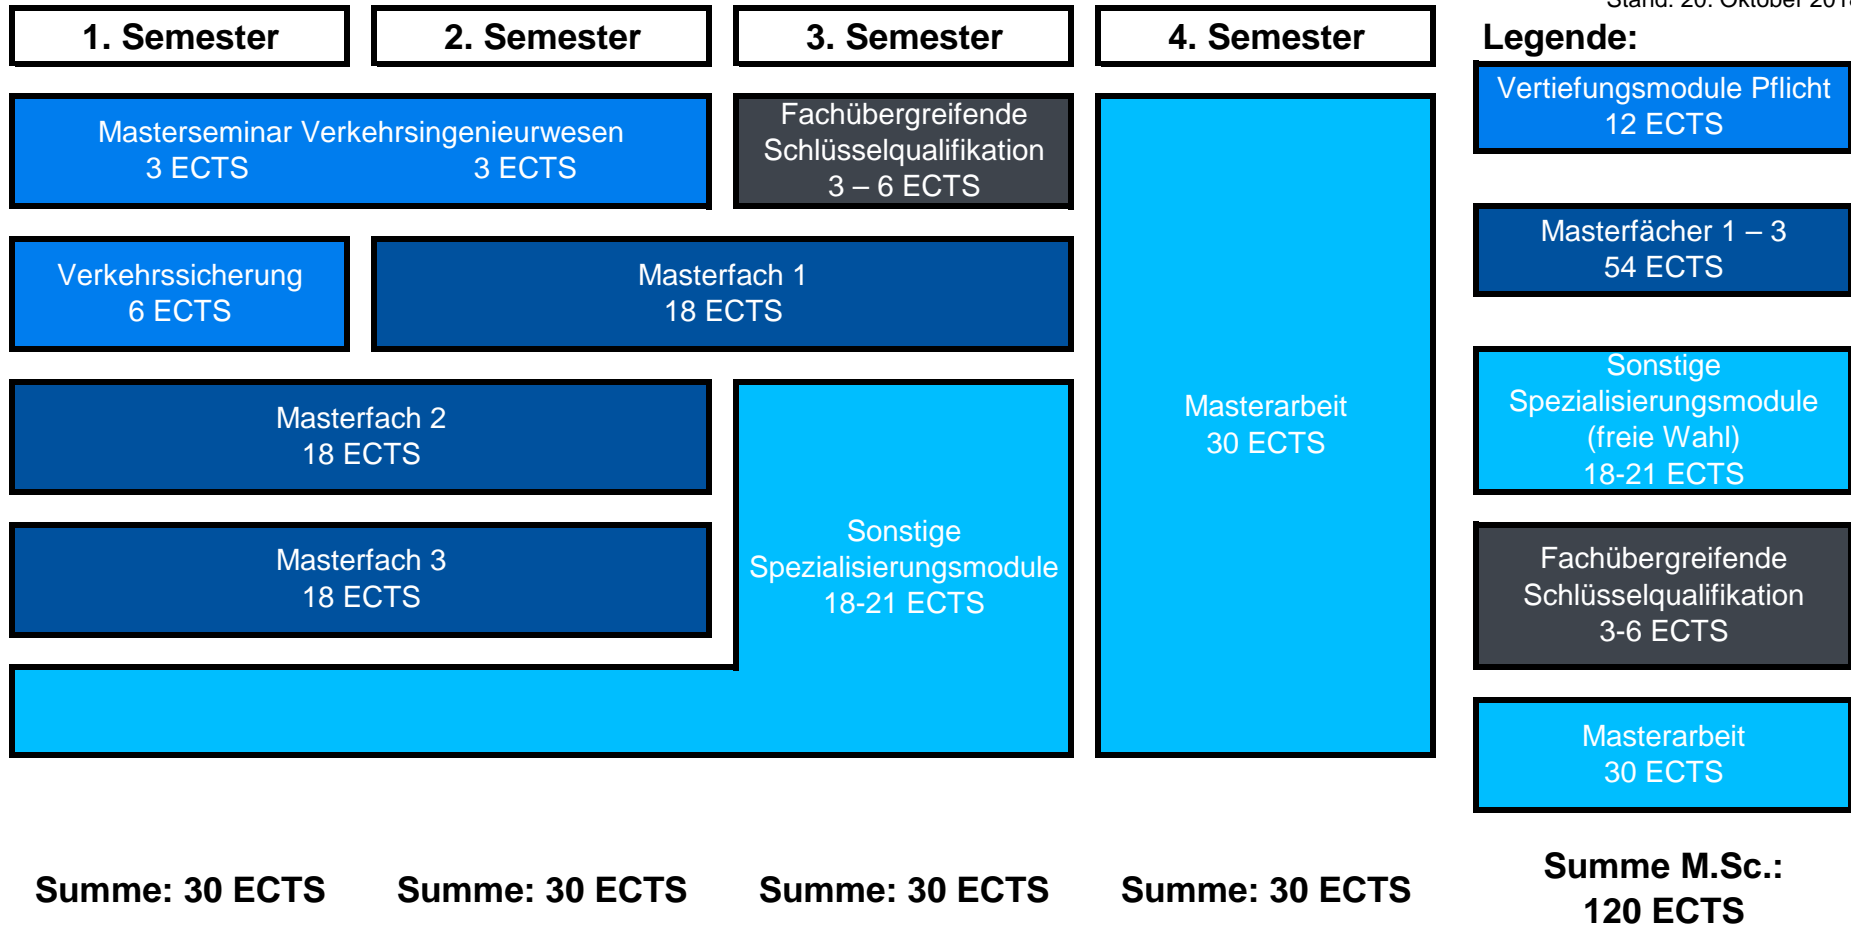 Stand: 20. Oktober 2018
1. Semester
2. Semester
3. Semester
4. Semester
Legende:
Masterseminar Verkehrsingenieurwesen
3 ECTS
3 ECTS
Fachübergreifende
Schlüsselqualifikation
3 – 6 ECTS
Verkehrssicherung
6 ECTS
Masterfach 1
18 ECTS
Masterfach 2
18 ECTS
Masterfach 3
18 ECTS
Sonstige
Spezialisierungsmodule
18-21 ECTS
Masterarbeit
30 ECTS
Vertiefungsmodule Pflicht
12 ECTS
Masterfächer 1 – 3
54 ECTS
Sonstige
Spezialisierungsmodule
(freie Wahl)
18-21 ECTS
Fachübergreifende
Schlüsselqualifikation
3-6 ECTS
Masterarbeit
30 ECTS
Summe: 30 ECTS
Summe: 30 ECTS
Summe: 30 ECTS
Summe: 30 ECTS
Summe M.Sc.:
120 ECTS